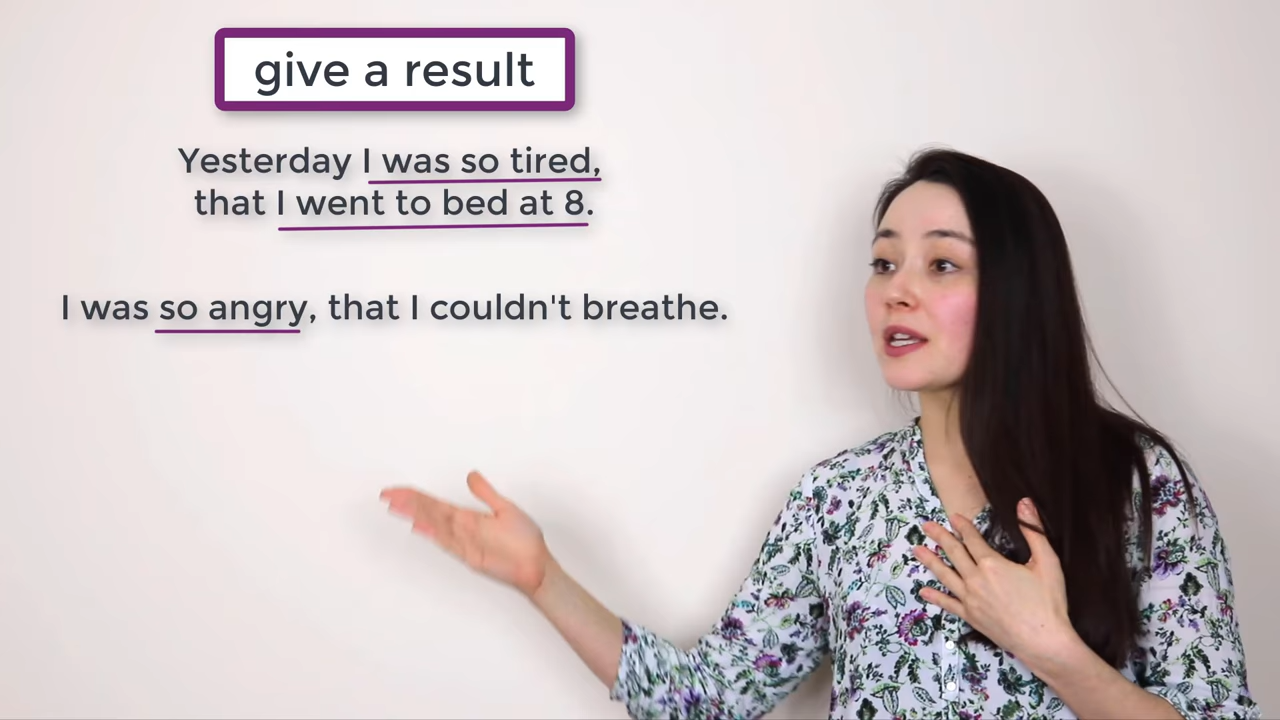 give a result
Yesterday I was so tired,
that I went to bed at 8.
I was so angry, that I couldn't breathe.